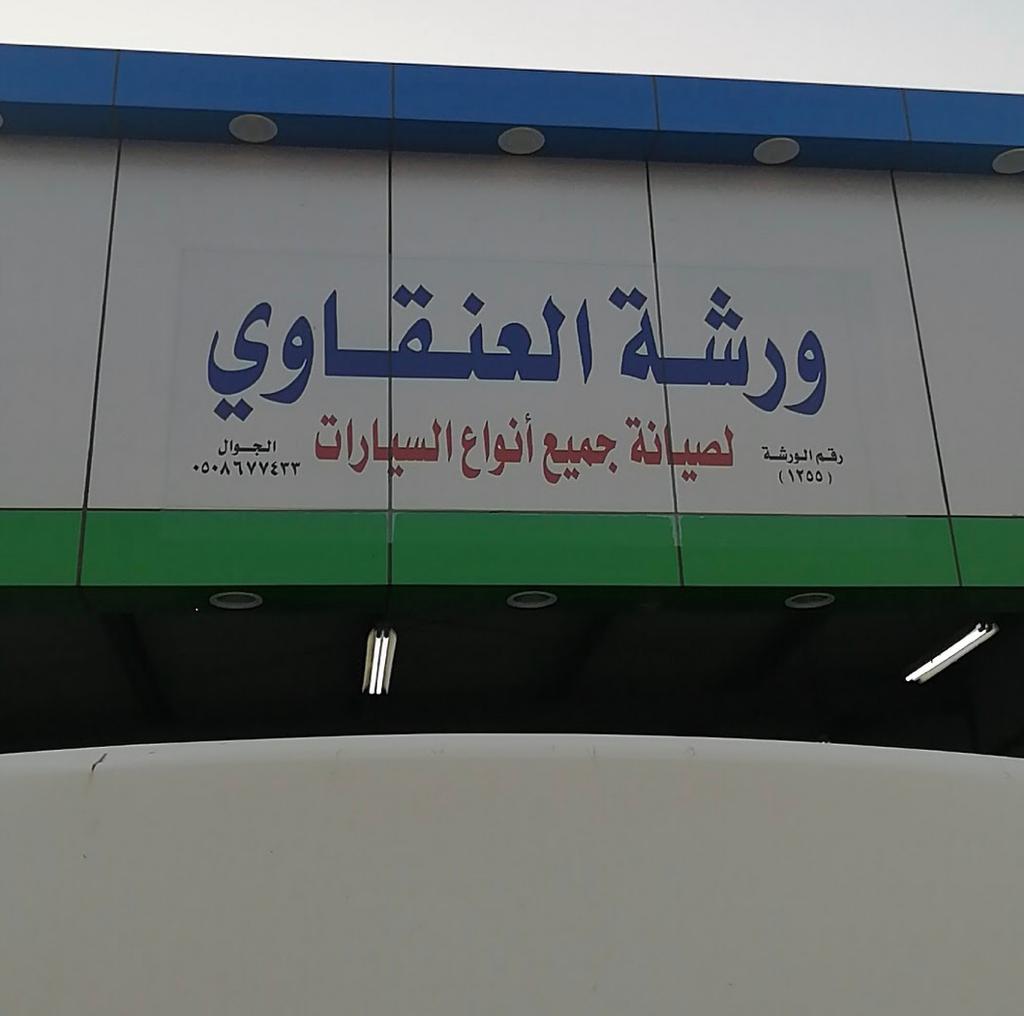 ورشة العنقاوي
لصيانة جميع أنواع السيارات
رقم الورشة
(١٢٥٥)
الجوال
٠٥٠٨٦٧٧٤٣٣